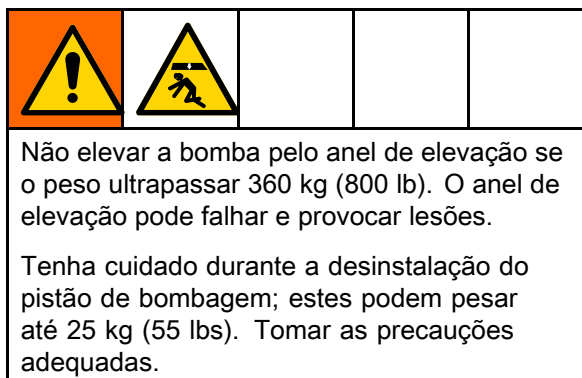 Não elevar a bomba pelo anel de elevação se
o peso ultrapassar 360 kg (800 lb). O anel de
elevação pode falhar e provocar lesões.
Tenha cuidado durante a desinstalação do
pistão de bombagem; estes podem pesar
até 25 kg (55 lbs). Tomar as precauções
adequadas.